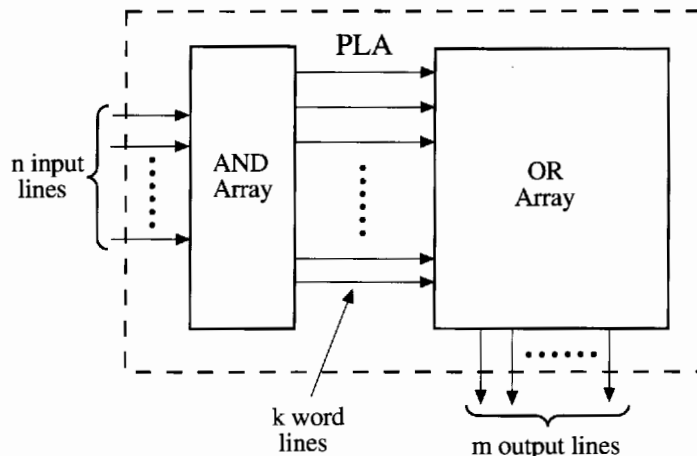 PLA
n input
lines
AND
Array
OR
Array
k word
lines
m output lines